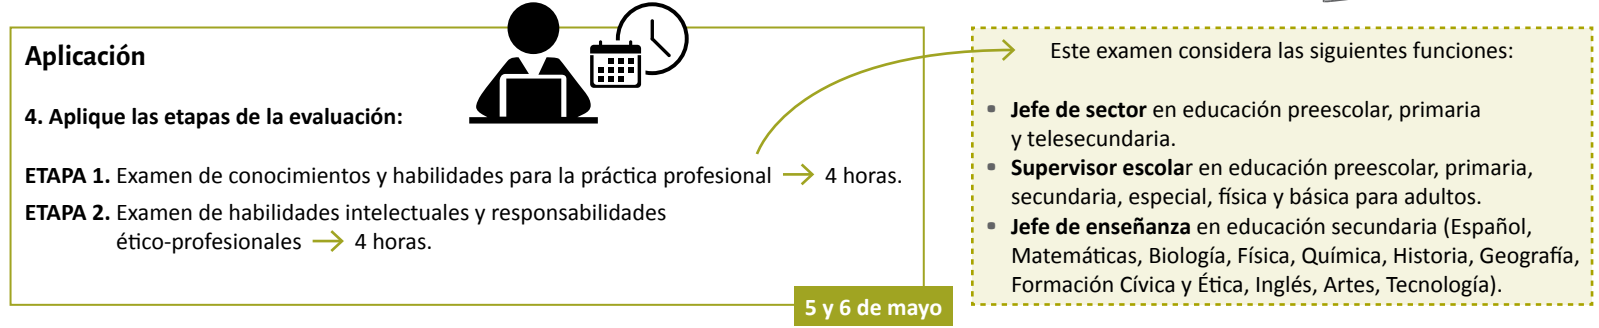 Aplicación
4. Aplique las etapas de la evaluación:
ETAPA 1. Examen de conocimientos y habilidades para la práctica profesional → 4 horas.
ETAPA 2. Examen de habilidades intelectuales y responsabilidades
ético-profesionales → 4 horas.
5 y 6 de mayo
Este examen considera las siguientes funciones:
▪ Jefe de sector en educación preescolar, primaria
y telesecundaria.
▪ Supervisor escolar en educación preescolar, primaria,
secundaria, especial, física y básica para adultos.
▪ Jefe de enseñanza en educación secundaria (Español,
Matemáticas, Biología, Física, Química, Historia, Geografía,
Formación Cívica y Ética, Inglés, Artes, Tecnología).